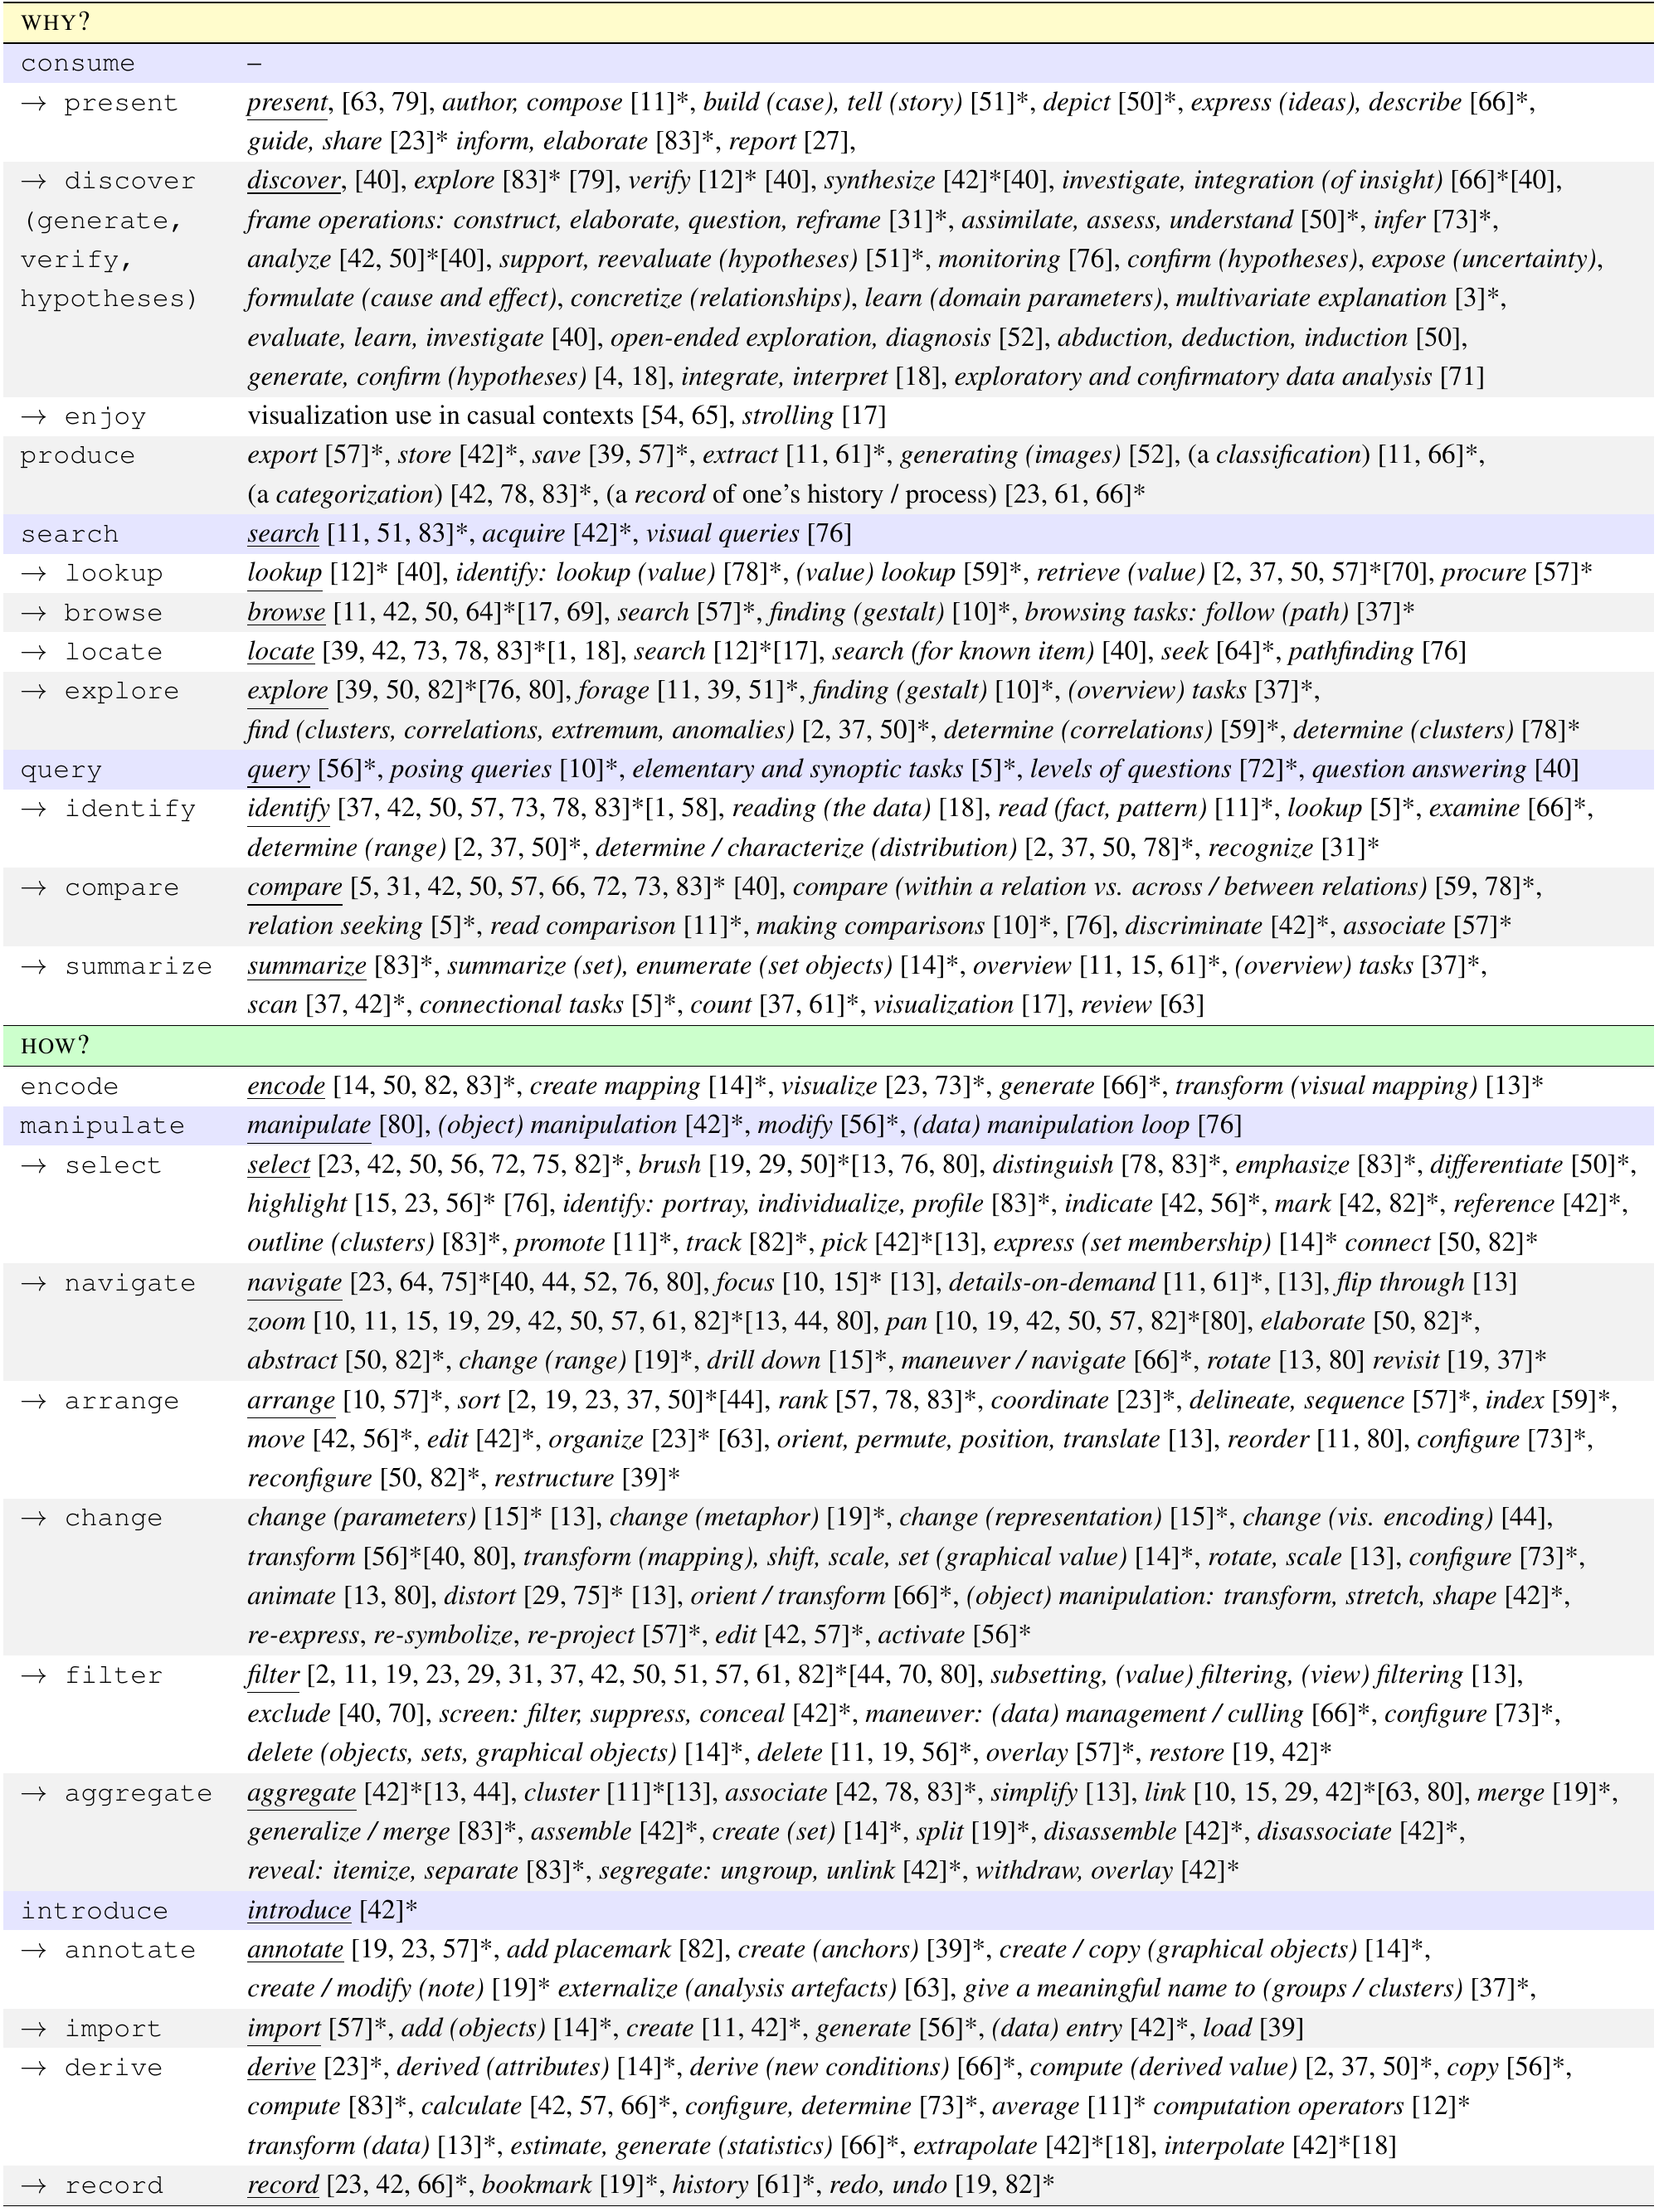 WHY?
consume –
→ present present, [63, 79], author, compose [11]*, build (case), tell (story) [51]*, depict [50]*, express (ideas), describe [66]*,
guide, share [23]* inform, elaborate [83]*, report [27],
→ discover discover, [40], explore [83]* [79], verify [12]* [40], synthesize [42]*[40], investigate, integration (of insight) [66]*[40],
(generate, frame operations: construct, elaborate, question, reframe [31]*, assimilate, assess, understand [50]*, infer [73]*,
verify, analyze [42, 50]*[40], support, reevaluate (hypotheses) [51]*, monitoring [76], confirm (hypotheses), expose (uncertainty),
hypotheses) formulate (cause and effect), concretize (relationships), learn (domain parameters), multivariate explanation [3]*,
evaluate, learn, investigate [40], open-ended exploration, diagnosis [52], abduction, deduction, induction [50],
generate, confirm (hypotheses) [4, 18], integrate, interpret [18], exploratory and confirmatory data analysis [71]
→ enjoy visualization use in casual contexts [54, 65], strolling [17]
produce export [57]*, store [42]*, save [39, 57]*, extract [11, 61]*, generating (images) [52], (a classification) [11, 66]*,
(a categorization) [42, 78, 83]*, (a record of one's history / process) [23, 61, 66]*
search search [11, 51, 83]*, acquire [42]*, visual queries [76]
→ lookup lookup [12]* [40], identify: lookup (value) [78]*, (value) lookup [59]*, retrieve (value) [2, 37, 50, 57]*[70], procure [57]*
→ browse browse [11, 42, 50, 64]*[17, 69], search [57]*, finding (gestalt) [10]*, browsing tasks: follow (path) [37]*
→ locate locate [39, 42, 73, 78, 83]*[1, 18], search [12]*[17], search (for known item) [40], seek [64]*, pathfinding [76]
→ explore explore [39, 50, 82]*[76, 80], forage [11, 39, 51]*, finding (gestalt) [10]*, (overview) tasks [37]*,
find (clusters, correlations, extremum, anomalies) [2, 37, 50]*, determine (correlations) [59]*, determine (clusters) [78]*
query query [56]*, posing queries [10]*, elementary and synoptic tasks [5]*, levels of questions [72]*, question answering [40]
→ identify identify [37, 42, 50, 57, 73, 78, 83]*[1, 58], reading (the data) [18], read (fact, pattern) [11]*, lookup [5]*, examine [66]*,
determine (range) [2, 37, 50]*, determine / characterize (distribution) [2, 37, 50, 78]*, recognize [31]*
→ compare compare [5, 31, 42, 50, 57, 66, 72, 73, 83]* [40], compare (within a relation vs. across / between relations) [59, 78]*,
relation seeking [5]*, read comparison [11]*, making comparisons [10]*, [76], discriminate [42]*, associate [57]*
→ summarize summarize [83]*, summarize (set), enumerate (set objects) [14]*, overview [11, 15, 61]*, (overview) tasks [37]*,
scan [37, 42]*, connectional tasks [5]*, count [37, 61]*, visualization [17], review [63]
HOW?
encode encode [14, 50, 82, 83]*, create mapping [14]*, visualize [23, 73]*, generate [66]*, transform (visual mapping) [13]*
manipulate manipulate [80], (object) manipulation [42]*, modify [56]*, (data) manipulation loop [76]
→ select select [23, 42, 50, 56, 72, 75, 82]*, brush [19, 29, 50]*[13, 76, 80], distinguish [78, 83]*, emphasize [83]*, differentiate [50]*,
highlight [15, 23, 56]* [76], identify: portray, individualize, profile [83]*, indicate [42, 56]*, mark [42, 82]*, reference [42]*,
outline (clusters) [83]*, promote [11]*, track [82]*, pick [42]*[13], express (set membership) [14]* connect [50, 82]*
→ navigate navigate [23, 64, 75]*[40, 44, 52, 76, 80], focus [10, 15]* [13], details-on-demand [11, 61]*, [13], flip through [13]
zoom [10, 11, 15, 19, 29, 42, 50, 57, 61, 82]*[13, 44, 80], pan [10, 19, 42, 50, 57, 82]*[80], elaborate [50, 82]*,
abstract [50, 82]*, change (range) [19]*, drill down [15]*, maneuver / navigate [66]*, rotate [13, 80] revisit [19, 37]*
→ arrange arrange [10, 57]*, sort [2, 19, 23, 37, 50]*[44], rank [57, 78, 83]*, coordinate [23]*, delineate, sequence [57]*, index [59]*,
move [42, 56]*, edit [42]*, organize [23]* [63], orient, permute, position, translate [13], reorder [11, 80], configure [73]*,
reconfigure [50, 82]*, restructure [39]*
→ change change (parameters) [15]* [13], change (metaphor) [19]*, change (representation) [15]*, change (vis. encoding) [44],
transform [56]*[40, 80], transform (mapping), shift, scale, set (graphical value) [14]*, rotate, scale [13], configure [73]*,
animate [13, 80], distort [29, 75]* [13], orient / transform [66]*, (object) manipulation: transform, stretch, shape [42]*,
re-express, re-symbolize, re-project [57]*, edit [42, 57]*, activate [56]*
→ filter filter [2, 11, 19, 23, 29, 31, 37, 42, 50, 51, 57, 61, 82]*[44, 70, 80], subsetting, (value) filtering, (view) filtering [13],
exclude [40, 70], screen: filter, suppress, conceal [42]*, maneuver: (data) management / culling [66]*, configure [73]*,
delete (objects, sets, graphical objects) [14]*, delete [11, 19, 56]*, overlay [57]*, restore [19, 42]*
→ aggregate aggregate [42]*[13, 44], cluster [11]*[13], associate [42, 78, 83]*, simplify [13], link [10, 15, 29, 42]*[63, 80], merge [19]*,
generalize / merge [83]*, assemble [42]*, create (set) [14]*, split [19]*, disassemble [42]*, disassociate [42]*,
reveal: itemize, separate [83]*, segregate: ungroup, unlink [42]*, withdraw, overlay [42]*
introduce introduce [42]*
→ annotate annotate [19, 23, 57]*, add placemark [82], create (anchors) [39]*, create / copy (graphical objects) [14]*,
create / modify (note) [19]* externalize (analysis artefacts) [63], give a meaningful name to (groups / clusters) [37]*,
→ import import [57]*, add (objects) [14]*, create [11, 42]*, generate [56]*, (data) entry [42]*, load [39]
→ derive derive [23]*, derived (attributes) [14]*, derive (new conditions) [66]*, compute (derived value) [2, 37, 50]*, copy [56]*,
compute [83]*, calculate [42, 57, 66]*, configure, determine [73]*, average [11]* computation operators [12]*
transform (data) [13]*, estimate, generate (statistics) [66]*, extrapolate [42]*[18], interpolate [42]*[18]
→ record record [23, 42, 66]*, bookmark [19]*, history [61]*, redo, undo [19, 82]*